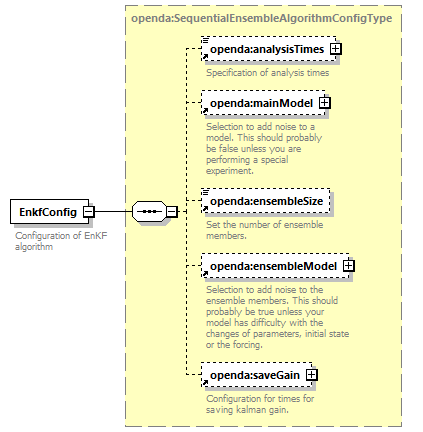 openda:SequentialEnsembleAlgorithmConfigType
openda:analysisTimes
Specification of analysis times
openda:mainModel
Selection to add noise to a
model. This should probably
be false unless you are
performing a special
experiment.
EnkfConfig
Configuration of EnKF
algorithm
openda:ensembleSize
Set the number of ensemble
members.
openda:ensembleModel
Selection to add noise to the
ensemble members. This should
probably be true unless your
model has difficulty with the
changes of parameters, initial state
or the forcing.
openda:saveGain
Configuration for times for
saving kalman gain.